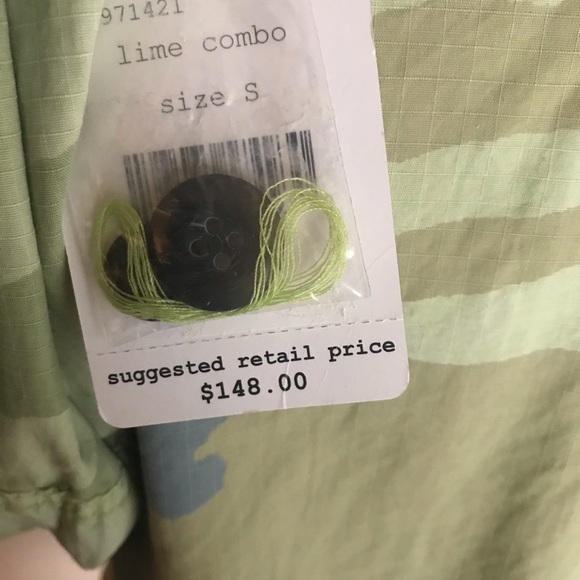 971421
lime combo
size S
suggested retail price
$148.00